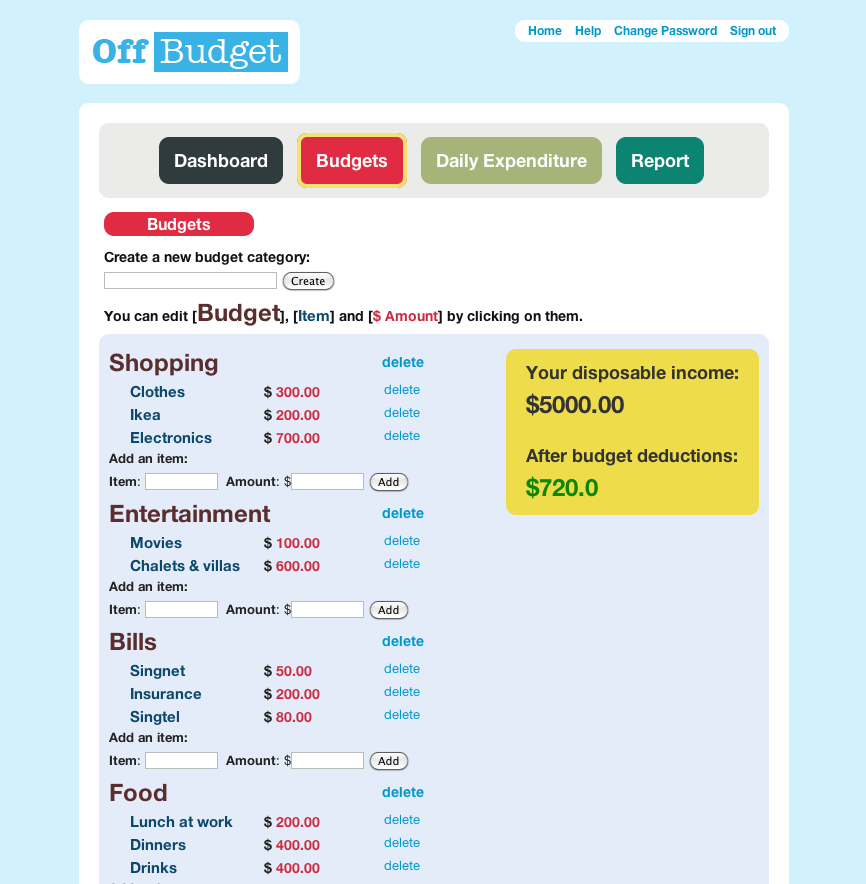 Off Budget
Home Help Change Password Sign out
Dashboard Budgets Daily Expenditure Report
Budgets
Create a new budget category:
Create
You can edit [Budget], [Item] and [$ Amount] by clicking on them.
Shopping delete
Clothes $ 300.00 delete
Ikea $ 200.00 delete
Electronics $ 700.00 delete
Add an item:
Item: Amount: $ Add
Entertainment delete
Movies $ 100.00 delete
Chalets & villas $ 600.00 delete
Add an item:
Item: Amount: $ Add
Bills delete
Singnet $ 50.00 delete
Insurance $ 200.00 delete
Singtel $ 80.00 delete
Add an item:
Item: Amount: $ Add
Food delete
Lunch at work $ 200.00 delete
Dinners $ 400.00 delete
Drinks $ 400.00 delete
Your disposable income:
$5000.00
After budget deductions:
$720.0